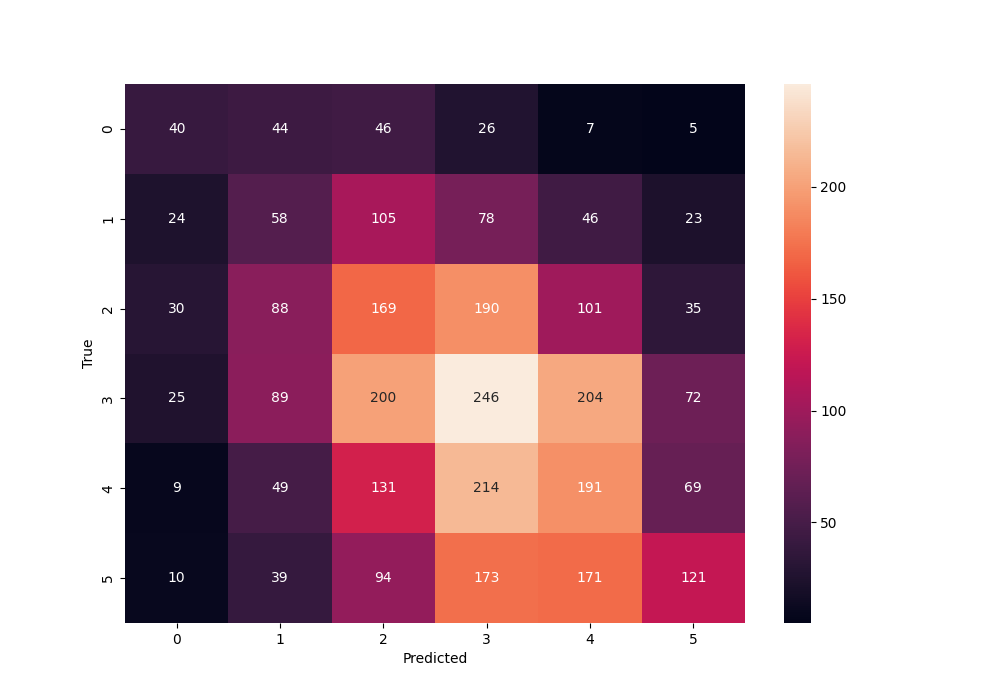 0 40 44 46 26 7 5
1 24 58 105 78 46 23
2 30 88 169 190 101 35
3 25 89 200 246 204 72
4 9 49 131 214 191 69
5 10 39 94 173 171 121
True
0 1 2 3 4 5
Predicted
200
150
100
50